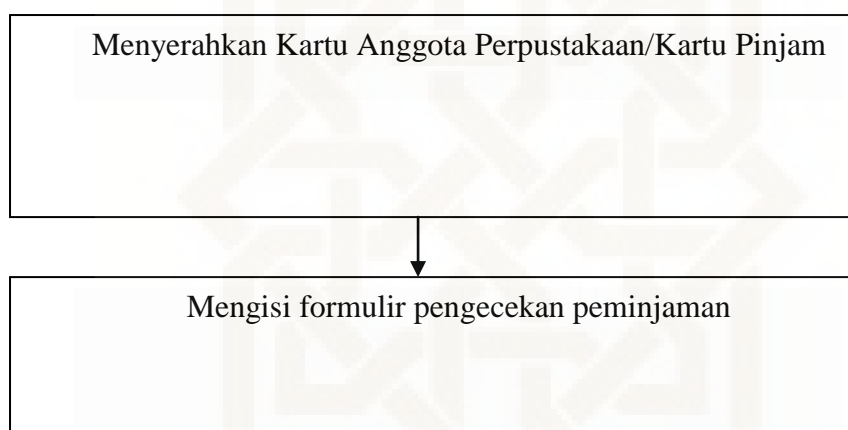 Menyerahkan Kartu Anggota Perpustakaan/Kartu Pinjam
Mengisi formulir pengecekan peminjaman